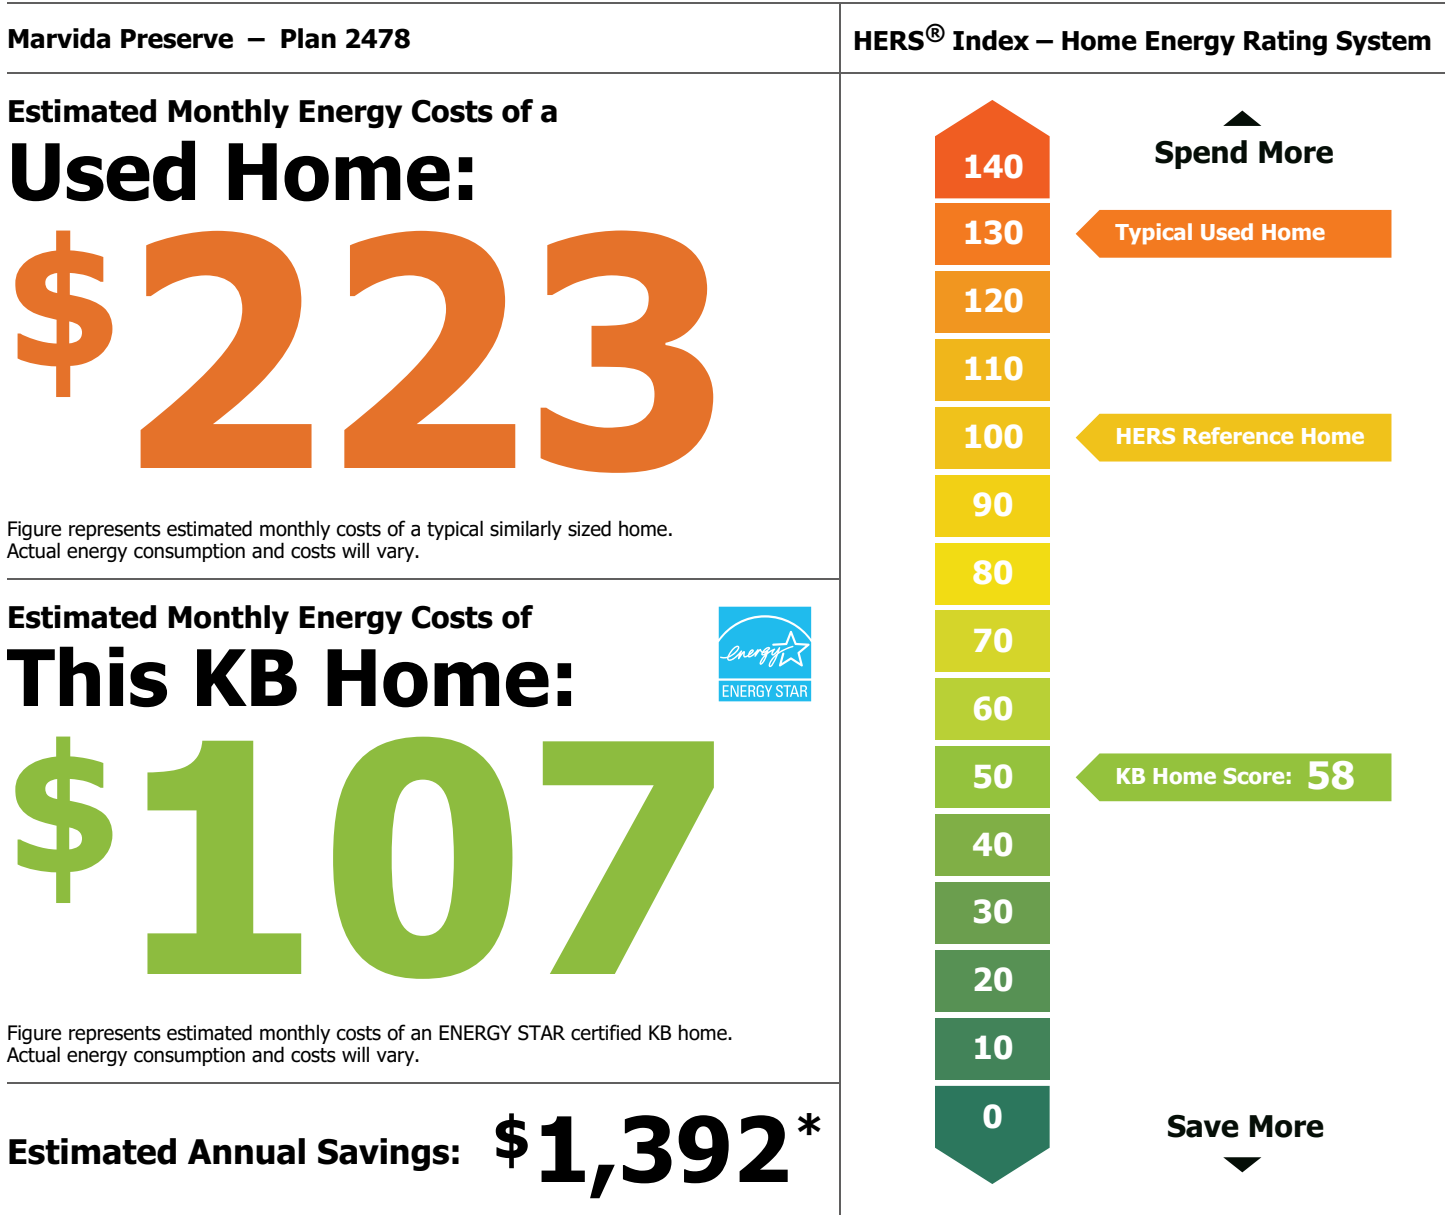 Marvida Preserve – Plan 2478
Estimated Monthly Energy Costs of a
Used Home:
$223
Figure represents estimated monthly costs of a typical similarly sized home.
Actual energy consumption and costs will vary.
Estimated Monthly Energy Costs of
This KB Home:
energy
ENERGY STAR
$107
Figure represents estimated monthly costs of an ENERGY STAR certified KB home.
Actual energy consumption and costs will vary.
Estimated Annual Savings: $1,392*
HERS® Index – Home Energy Rating System
Spend More
140
130 Typical Used Home
120
110
100 HERS Reference Home
90
80
70
60
50 KB Home Score: 58
40
30
20
10
0
Save More